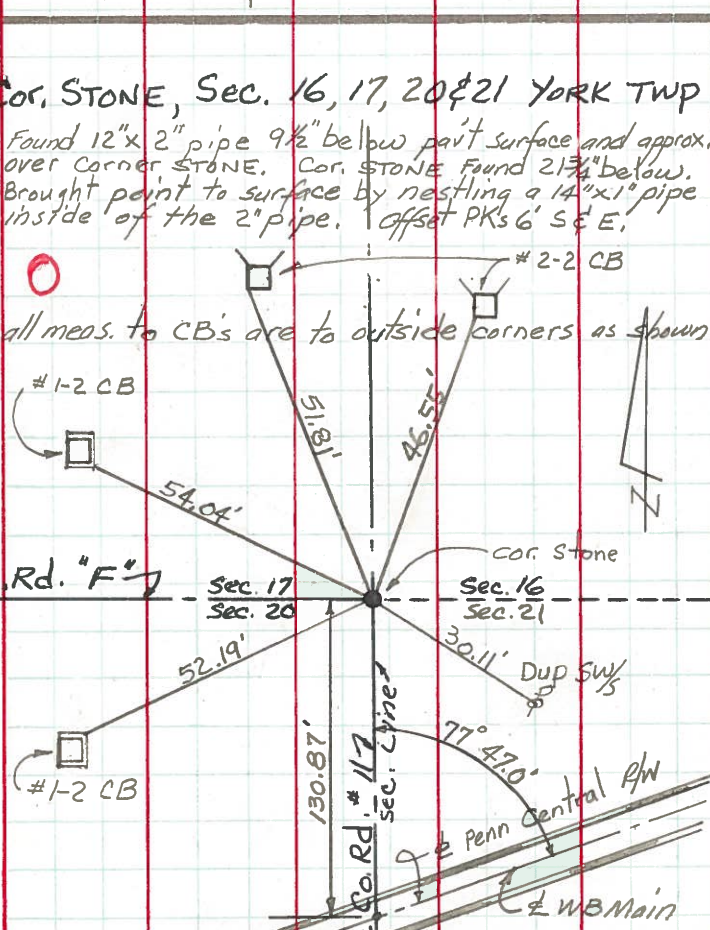 Cor. STONE, Sec. 16, 17, 20 & 21 YORK TWP
Found 12"x 2" pipe 9½" below pav't surface and approx.
over Corner STONE. Cor. STONE Found 21¾" below.
Brought point to surface by nestling a 14"x1" pipe
inside of the 2" pipe. Offset PKs 6' S & E.
# 2-2 CB
all meas. to CB's are to outside corners as shown
# 1-2 CB
51.81'
46.55'
54.04'
N
cor. Stone
Rd. "F"
Sec. 17
Sec. 16
Sec. 20
Sec. 21
52.19'
30.11'
Dup SW/S
#1-2 CB
130.87'
Co. Rd. # 117
sec. Line
77° 47.0'
℄ Penn Central R/W
℄ WB Main